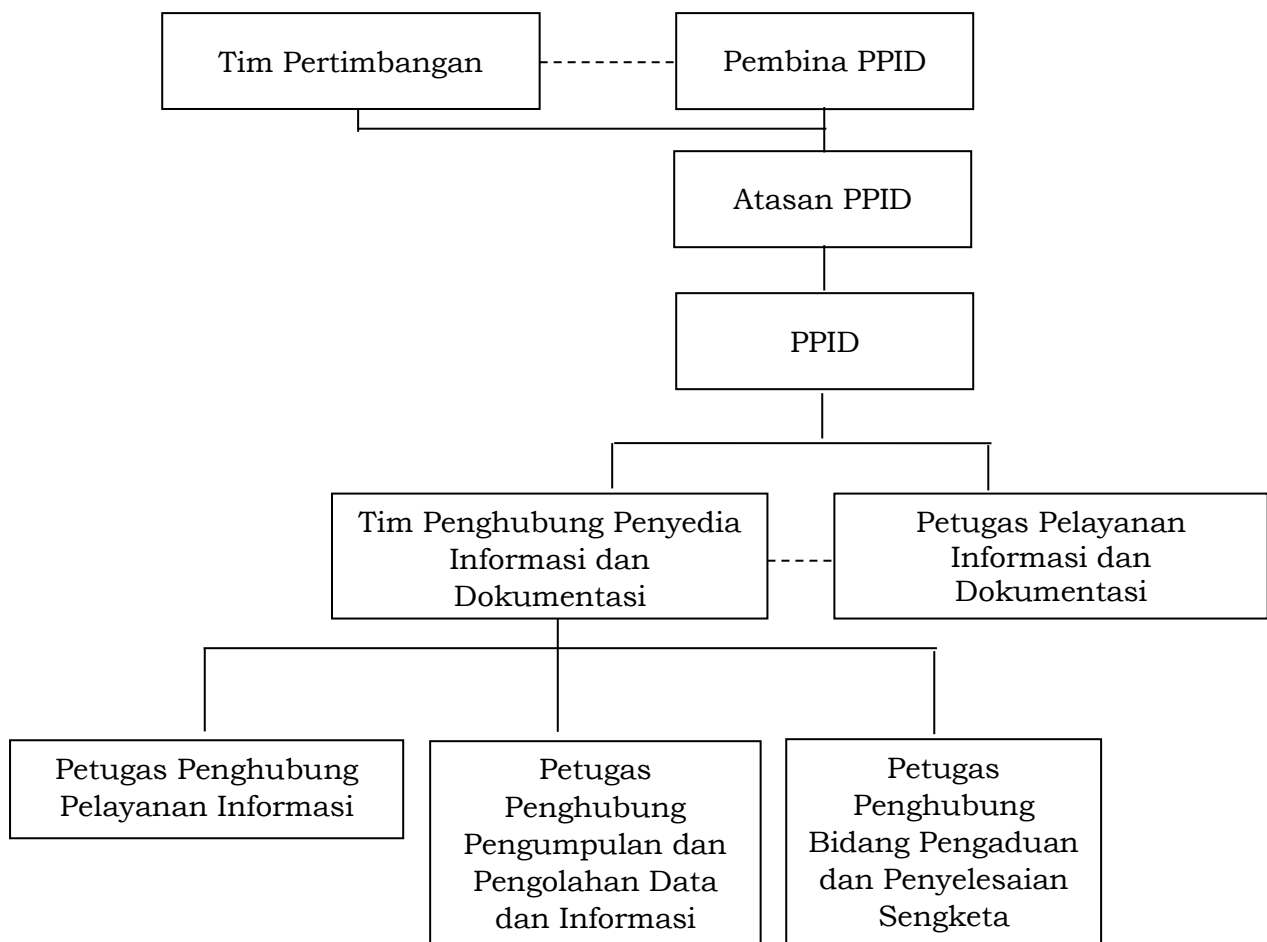 Tim Pertimbangan
Pembina PPID
Atasan PPID
PPID
Tim Penghubung Penyedia
Informasi dan
Dokumentasi
Petugas Pelayanan
Informasi dan
Dokumentasi
Petugas Penghubung
Pelayanan Informasi
Petugas
Penghubung
Pengumpulan dan
Pengolahan Data
dan Informasi
Petugas
Penghubung
Bidang Pengaduan
dan Penyelesaian
Sengketa